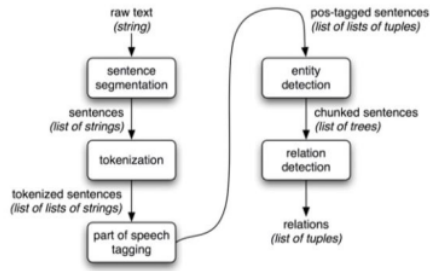 raw text
(string)
sentence
segmentation
sentences
(list of strings)
tokenization
tokenized sentences
(list of lists of strings)
part of speech
tagging
pos-tagged sentences
(list of lists of tuples)
entity
detection
chunked sentences
(list of trees)
relation
detection
relations
(list of tuples)